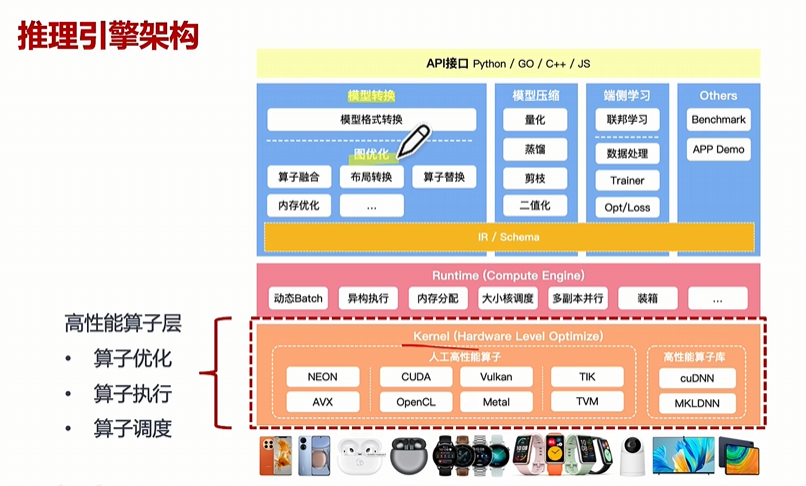 推理引擎架构
API接口 Python / GO / C++ / JS
模型转换
模型格式转换
图优化
算子融合
布局转换
算子替换
内存优化
...
模型压缩
量化
蒸馏
剪枝
二值化
端侧学习
联邦学习
数据处理
Trainer
Opt/Loss
Others
Benchmark
APP Demo
IR / Schema
Runtime (Compute Engine)
动态Batch
异构执行
内存分配
大小核调度
多副本并行
装箱
...
高性能算子层
• 算子优化
• 算子执行
• 算子调度
Kernel (Hardware Level Optimize)
人工高性能算子
NEON
CUDA
Vulkan
TIK
AVX
OpenCL
Metal
TVM
高性能算子库
cuDNN
MKLDNN